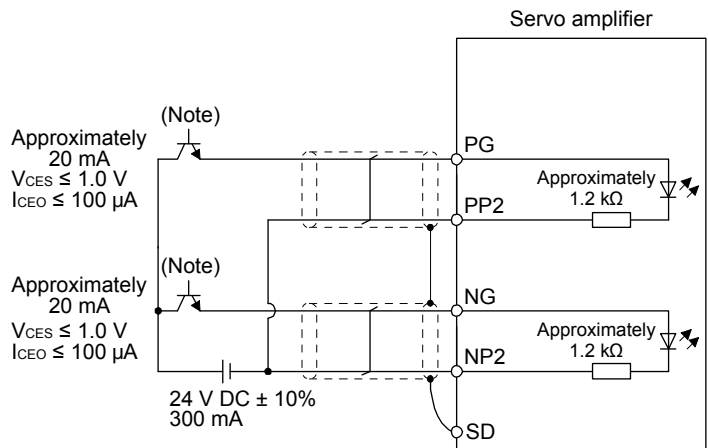 Servo amplifier
(Note)
Approximately
20 mA
VCES ≤ 1.0 V
ICEO ≤ 100 µA
PG
Approximately
1.2 kΩ
PP2
(Note)
Approximately
20 mA
VCES ≤ 1.0 V
ICEO ≤ 100 µA
NG
Approximately
1.2 kΩ
NP2
24 V DC ± 10%
300 mA
SD